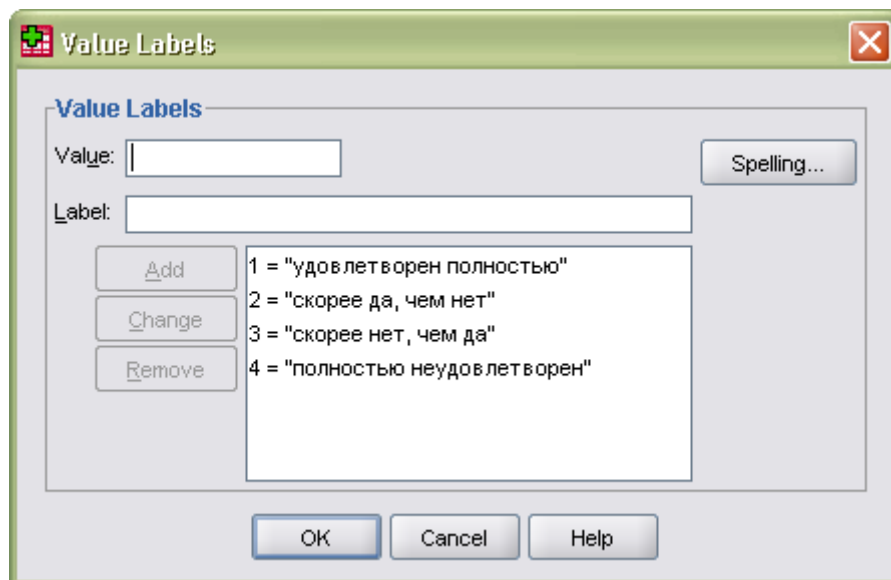 Value Labels
Value Labels
Value:
Spelling...
Label:
Add
1 = "удовлетворен полностью"
2 = "скорее да, чем нет"
Change
3 = "скорее нет, чем да"
Remove
4 = "полностью неудовлетворен"
OK Cancel Help